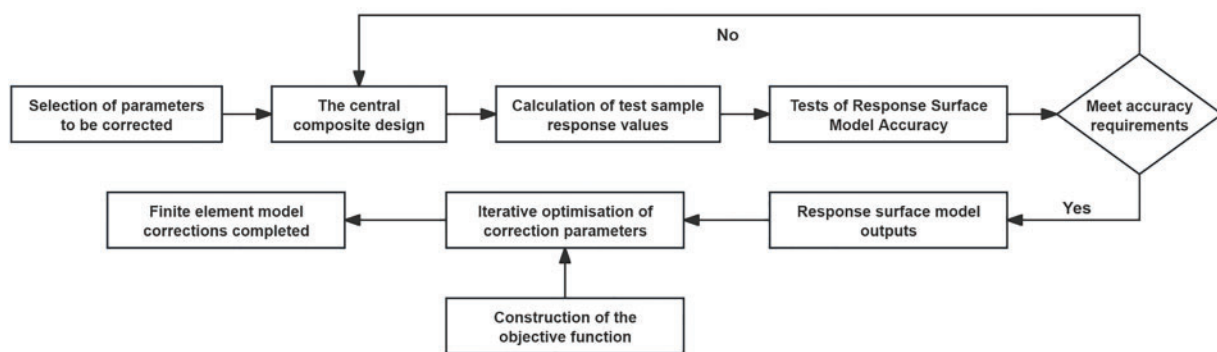 No
Selection of parameters
to be corrected
The central
composite design
Calculation of test sample
response values
Tests of Response Surface
Model Accuracy
Meet accuracy
requirements
Yes
Response surface model
outputs
Iterative optimisation of
correction parameters
Finite element model
corrections completed
Construction of the
objective function